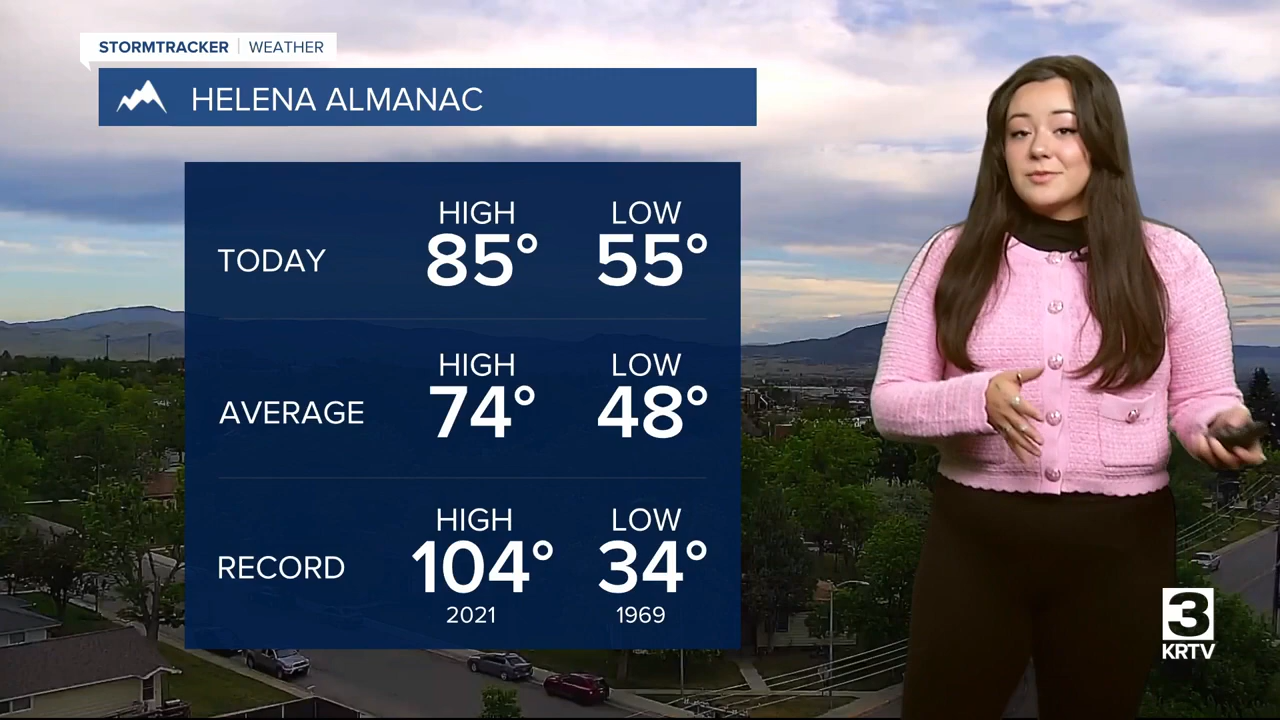 STORMTRACKER | WEATHER
HELENA ALMANAC
HIGH LOW
TODAY 85° 55°
HIGH LOW
AVERAGE 74° 48°
HIGH LOW
RECORD 104° 34°
2021 1969
3
KRTV